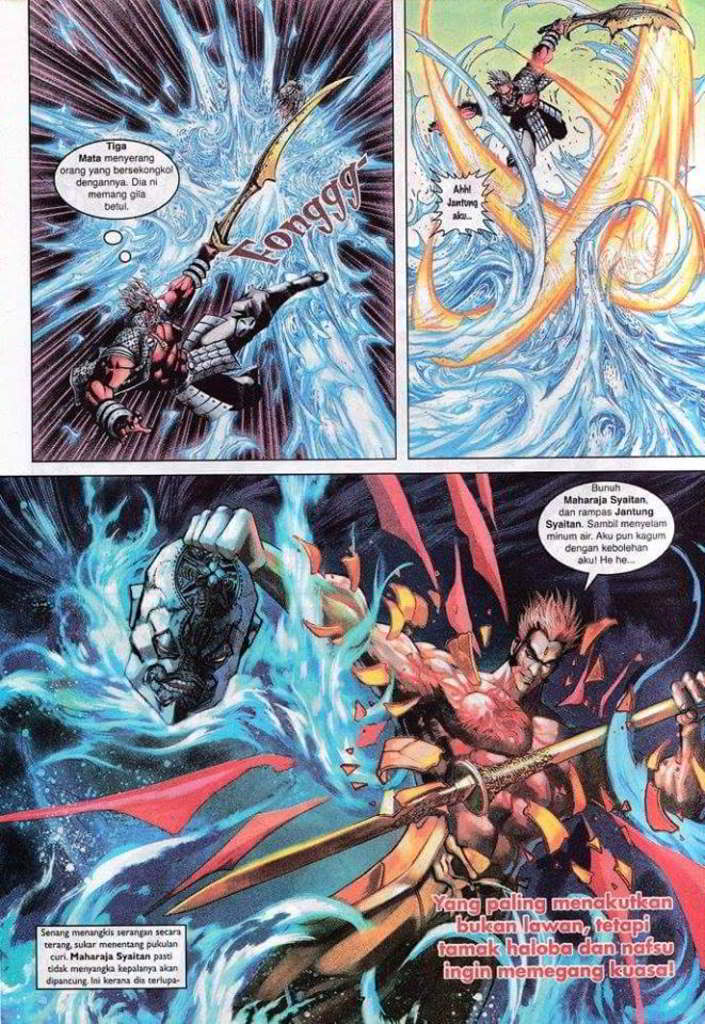 Tiga
Mata menyerang
orang yang bersekongkol
dengannya. Dia ni
memang gila
betul.
Fonggg-
Ahh!
Jantung
aku...
Bunuh
Maharaja Syaitan,
dan rampas Jantung
Syaitan. Sambil menyelam
minum air. Aku pun kagum
dengan kebolehan
aku! He he...
Senang menangkis serangan secara
terang, sukar menentang pukulan
curi. Maharaja Syaitan pasti
tidak menyangka kepalanya akan
dipancung. Ini kerana dia terlupa-
Yang paling menakutkan
bukan lawan, tetapi
tamak haloba dan nafsu
ingin memegang kuasa!